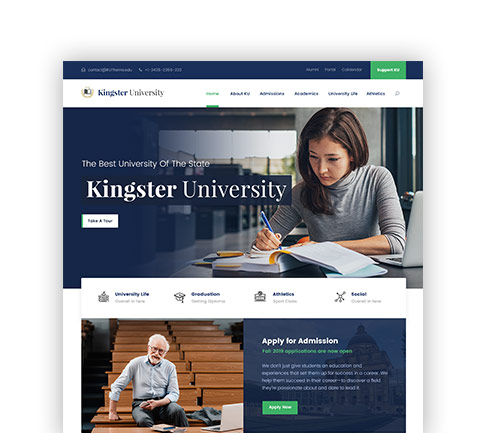 contact@KUTheme.edu +1-2435-2359-222 Alumni Portal Calendar Support KU
Kingster University Home About KU Admissions Academics University Life Athletics
The Best University Of The State
Kingster University
Take A Tour
University Life Graduation Athletics Social
Overall in here Getting Diploma Sport Clubs Overall in here
Apply for Admission
Fall 2019 applications are now open
We don't just give students an education and
experiences that set them up for success in a career. We
help them succeed in their career—to discover a field
they're passionate about and dare to lead it.
Apply Now